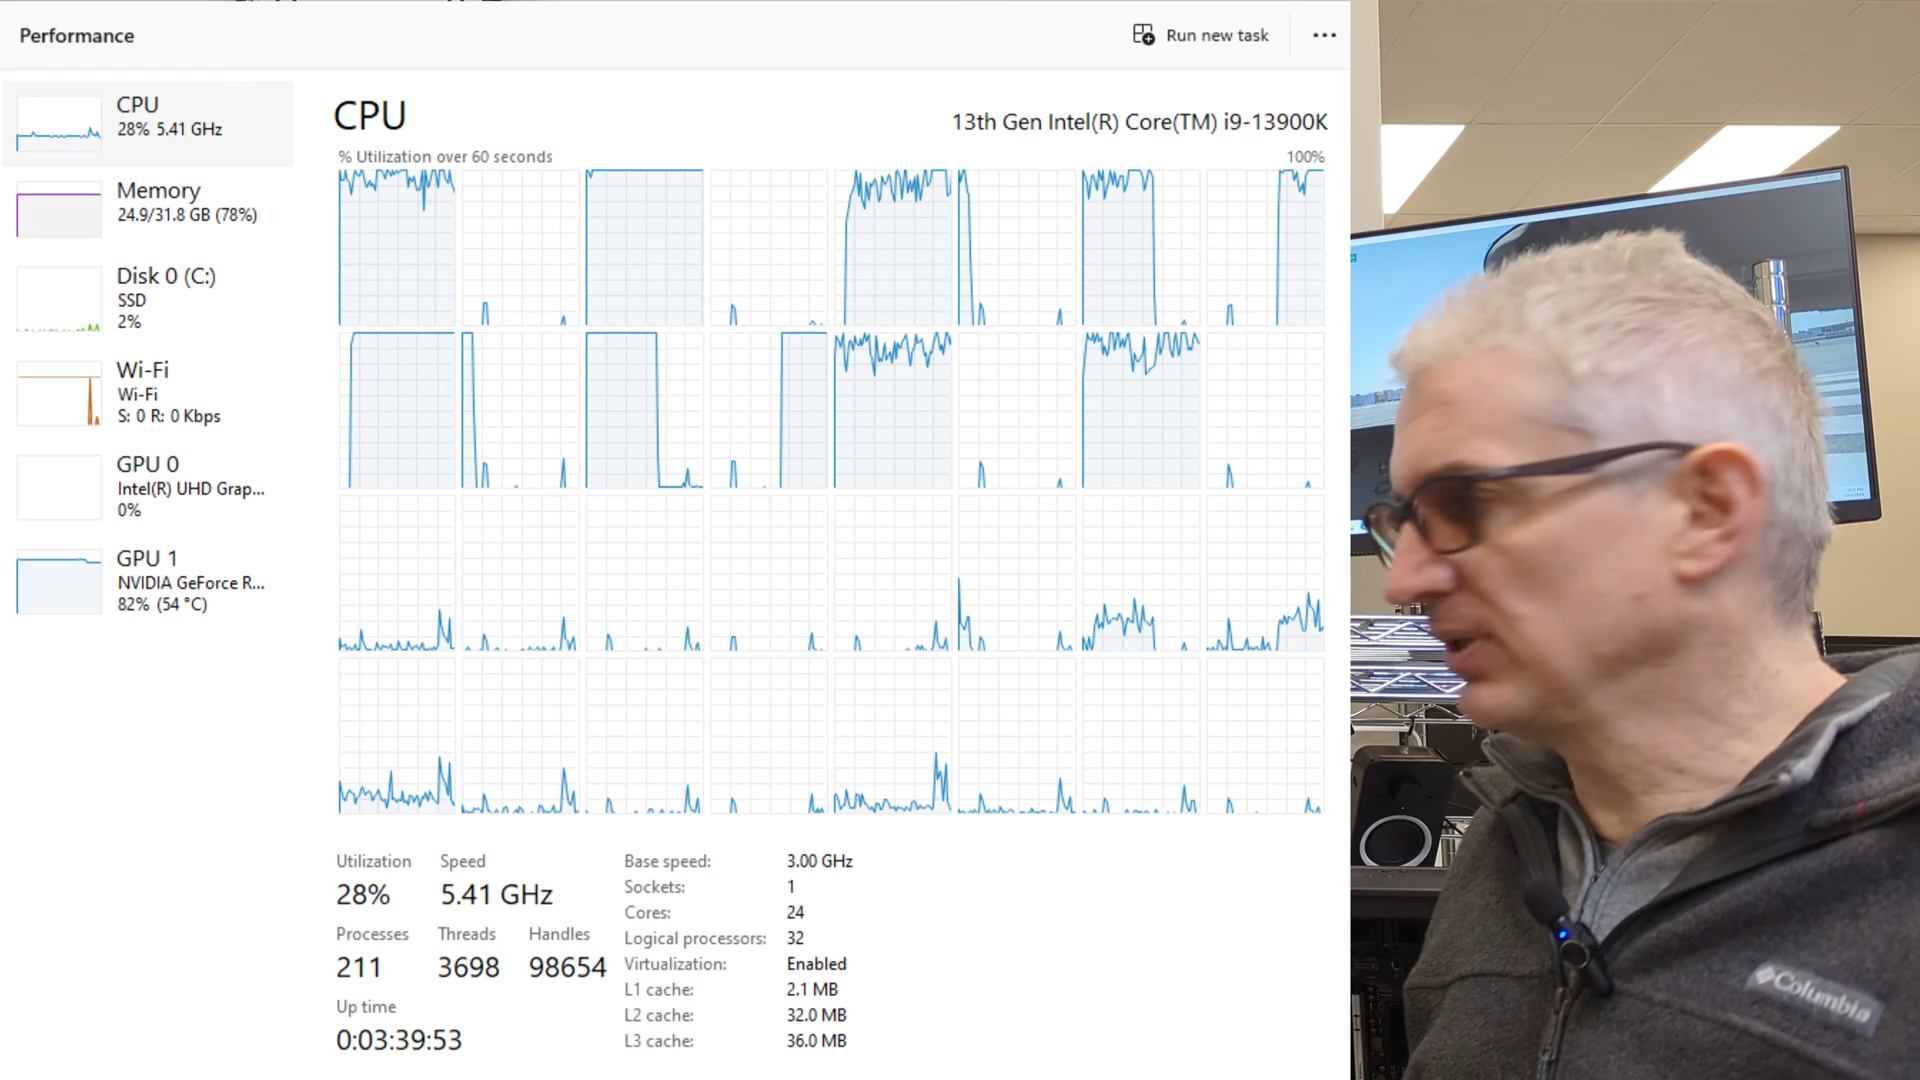 Performance
Run new task
CPU
28% 5.41 GHz
Memory
24.9/31.8 GB (78%)
Disk 0 (C:)
SSD
2%
Wi-Fi
Wi-Fi
S: 0 R: 0 Kbps
GPU 0
Intel(R) UHD Grap...
0%
GPU 1
NVIDIA GeForce R...
82% (54 °C)
CPU
13th Gen Intel(R) Core(TM) i9-13900K
% Utilization over 60 seconds
100%
Utilization Speed
28% 5.41 GHz
Processes Threads Handles
211 3698 98654
Up time
0:03:39:53
Base speed: 3.00 GHz
Sockets: 1
Cores: 24
Logical processors: 32
Virtualization: Enabled
L1 cache: 2.1 MB
L2 cache: 32.0 MB
L3 cache: 36.0 MB
Columbia